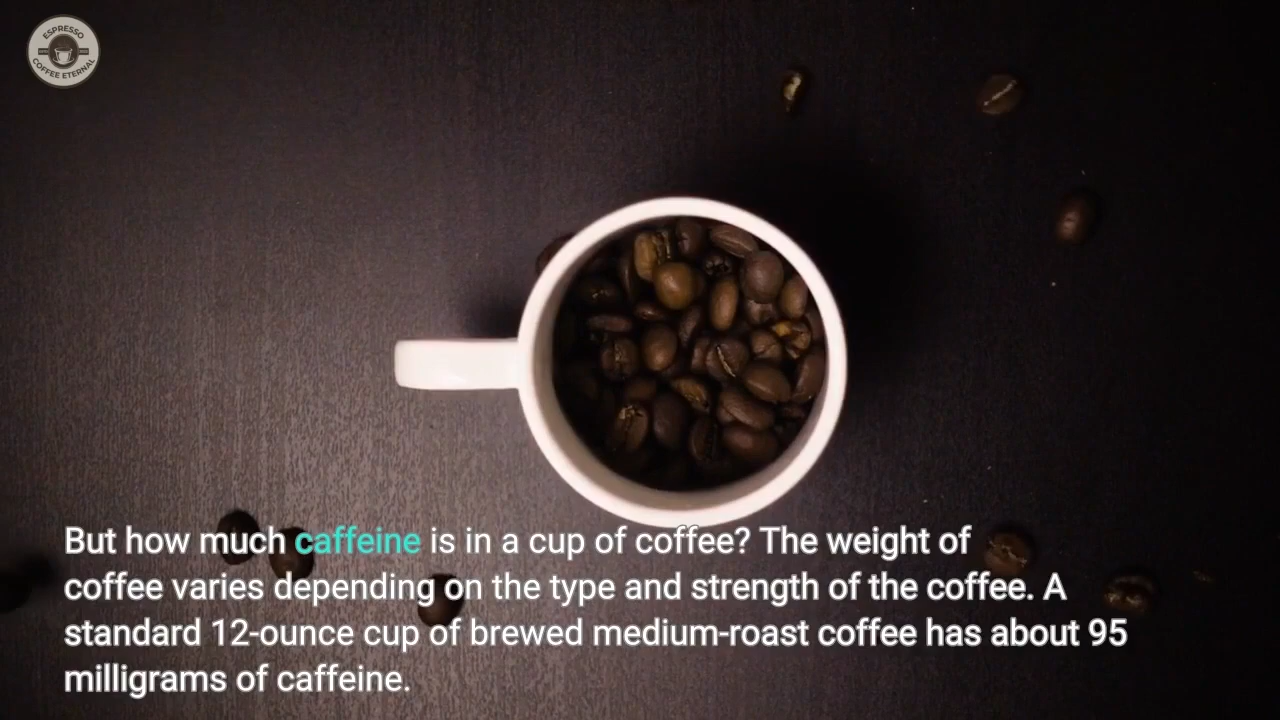 ESPRESSO
COFFEE ETERNAL
But how much caffeine is in a cup of coffee? The weight of
coffee varies depending on the type and strength of the coffee. A
standard 12-ounce cup of brewed medium-roast coffee has about 95
milligrams of caffeine.